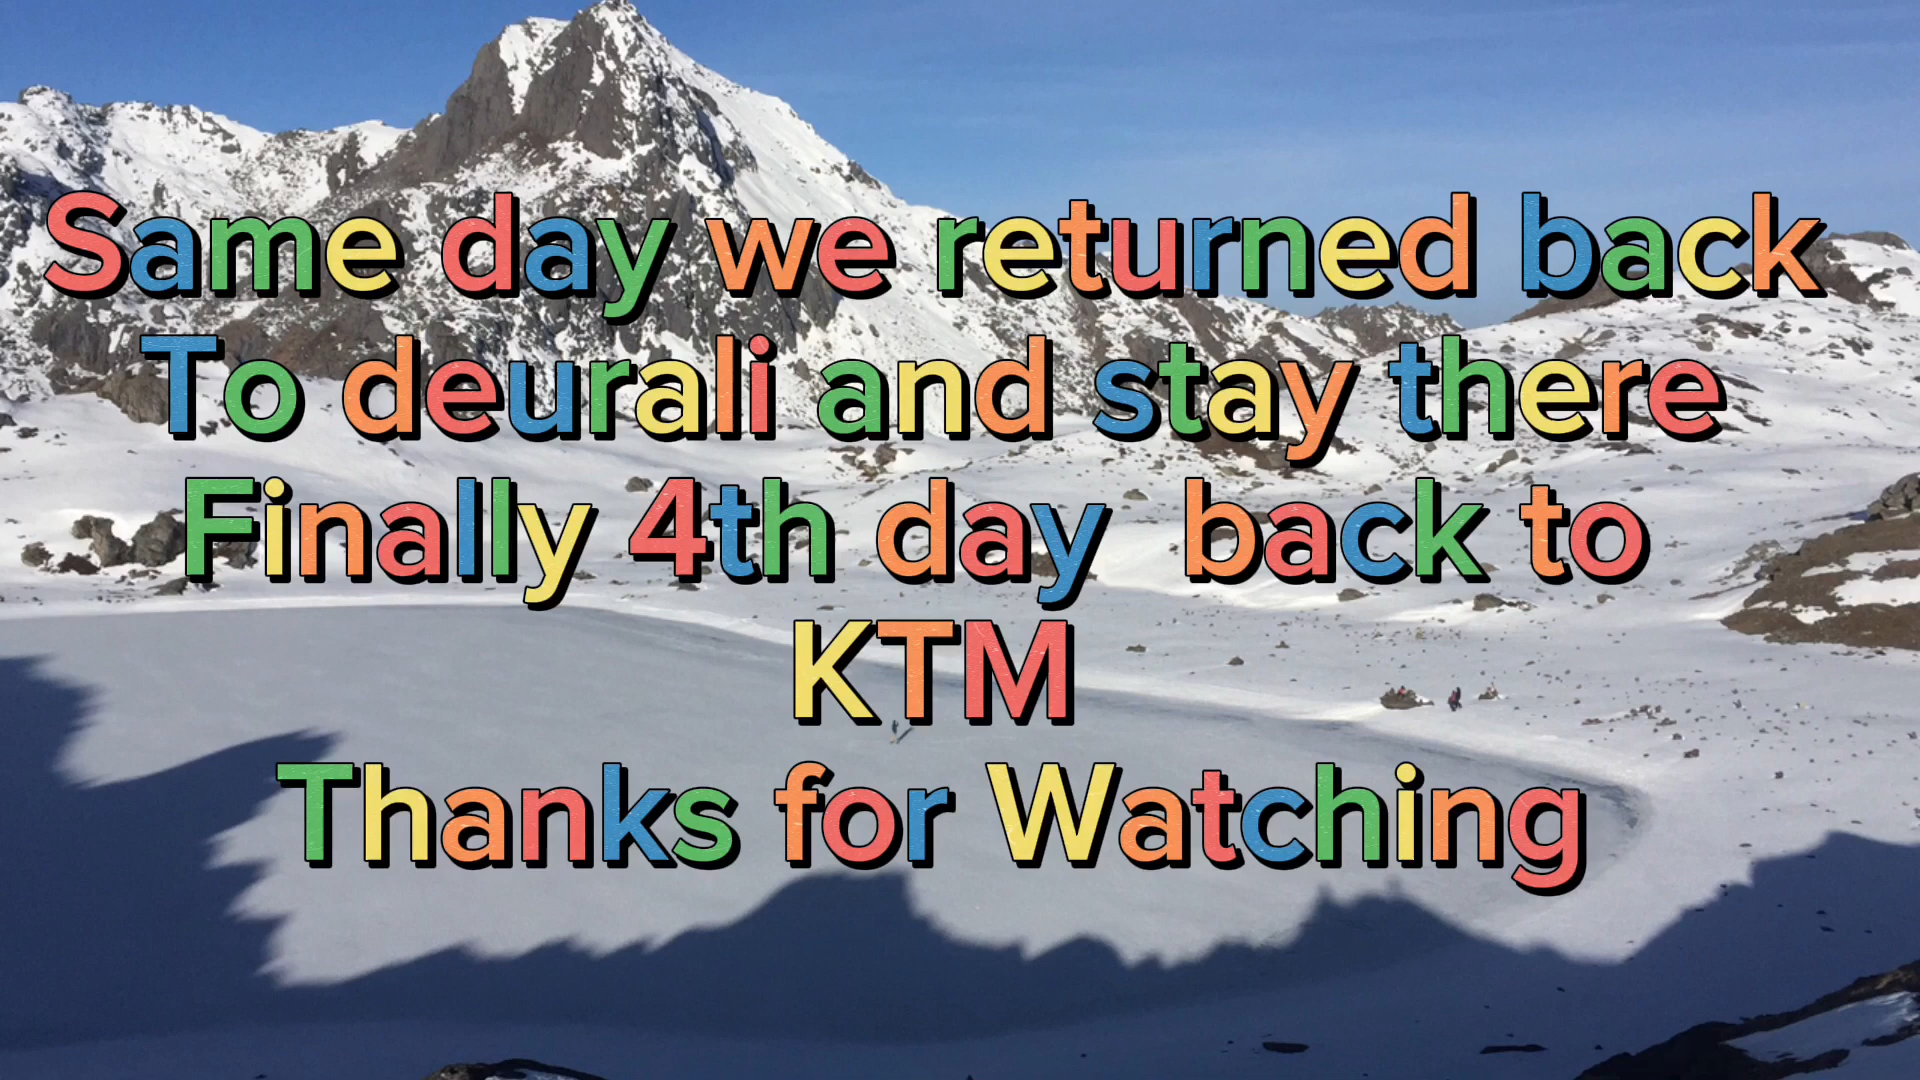 Same day we returned back
To deurali and stay there
Finally 4th day  back to
KTM
Thanks for Watching